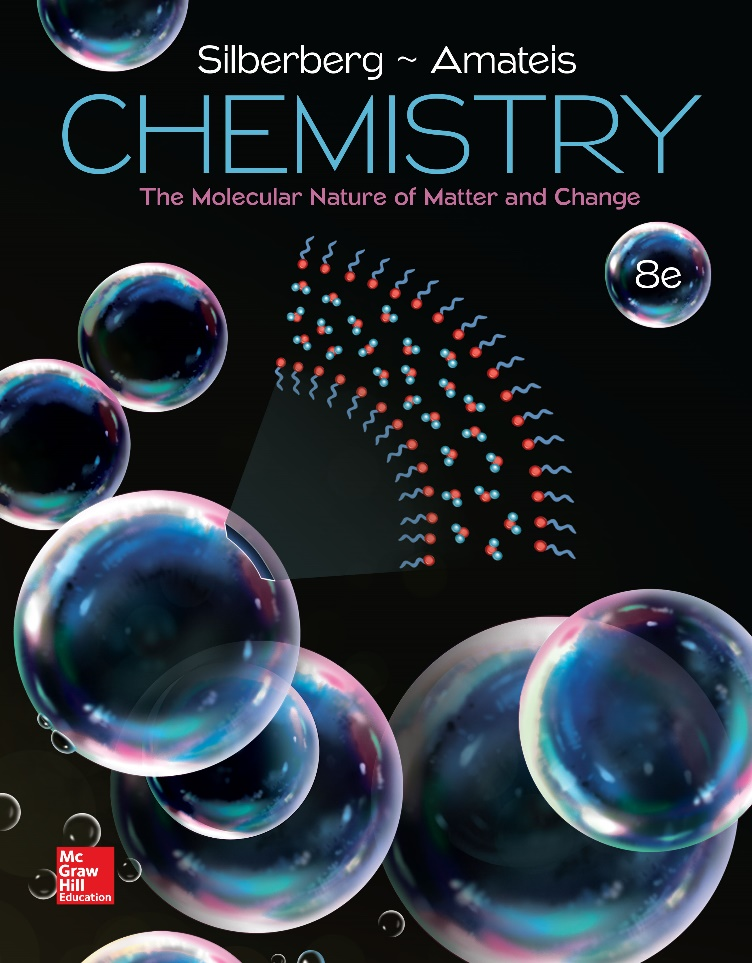 Silberberg ~ Amateis
CHEMISTRY
The Molecular Nature of Matter and Change
8e
Mc
Graw
Hill
Education